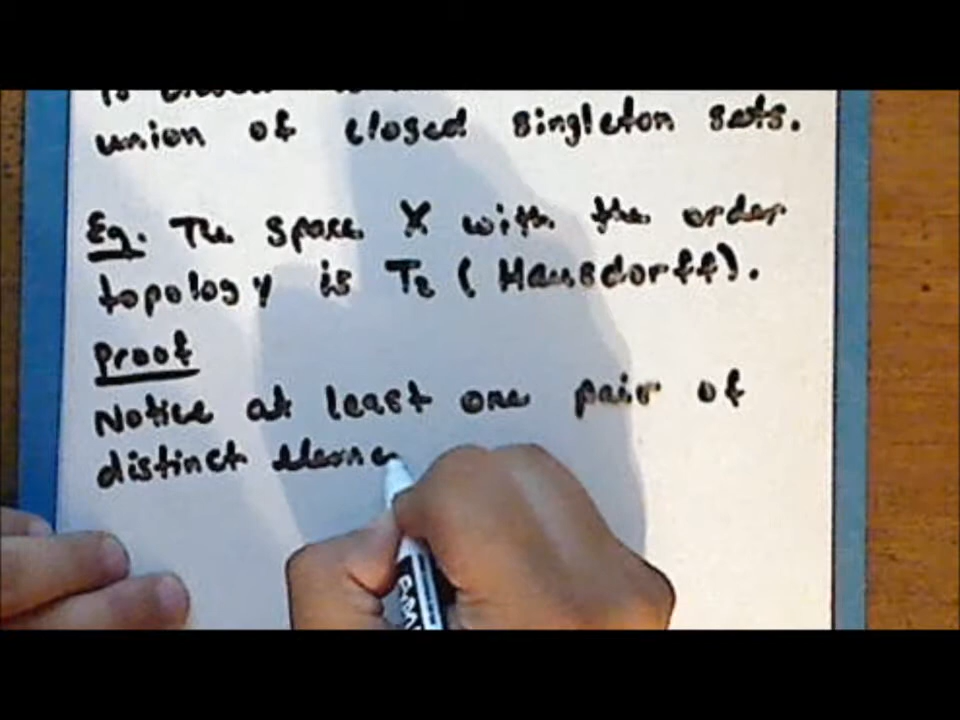 union of closed singleton sets.
Eg. The space X with the order
topology is T2 (Hausdorff).
Proof
Notice at least one pair of
distinct eleme